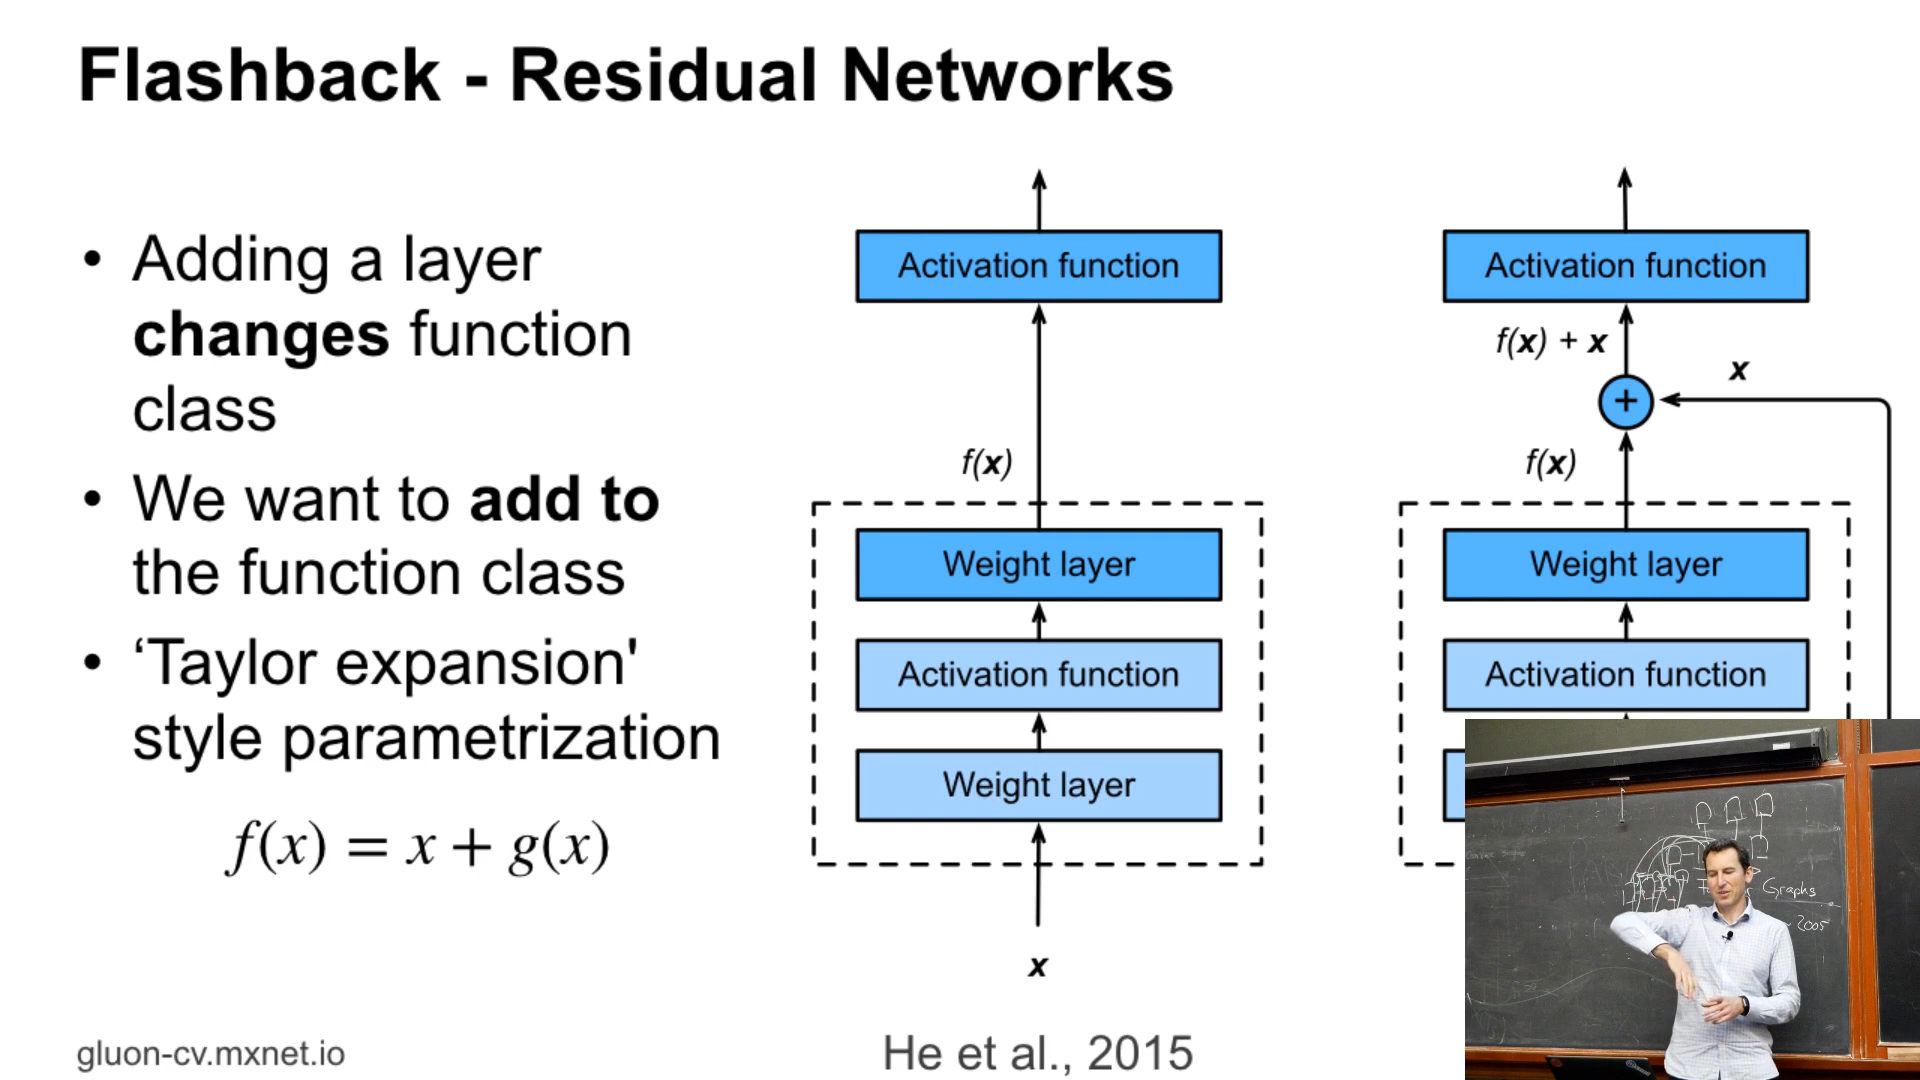 Flashback - Residual Networks
• Adding a layer
changes function
class
• We want to add to
the function class
• ‘Taylor expansion'
style parametrization
f(x) = x + g(x)
Activation function
f(x)
Weight layer
Activation function
Weight layer
x
Activation function
f(x) + x
x
+
f(x)
Weight layer
Activation function
Graphs
2005
gluon-cv.mxnet.io
He et al., 2015